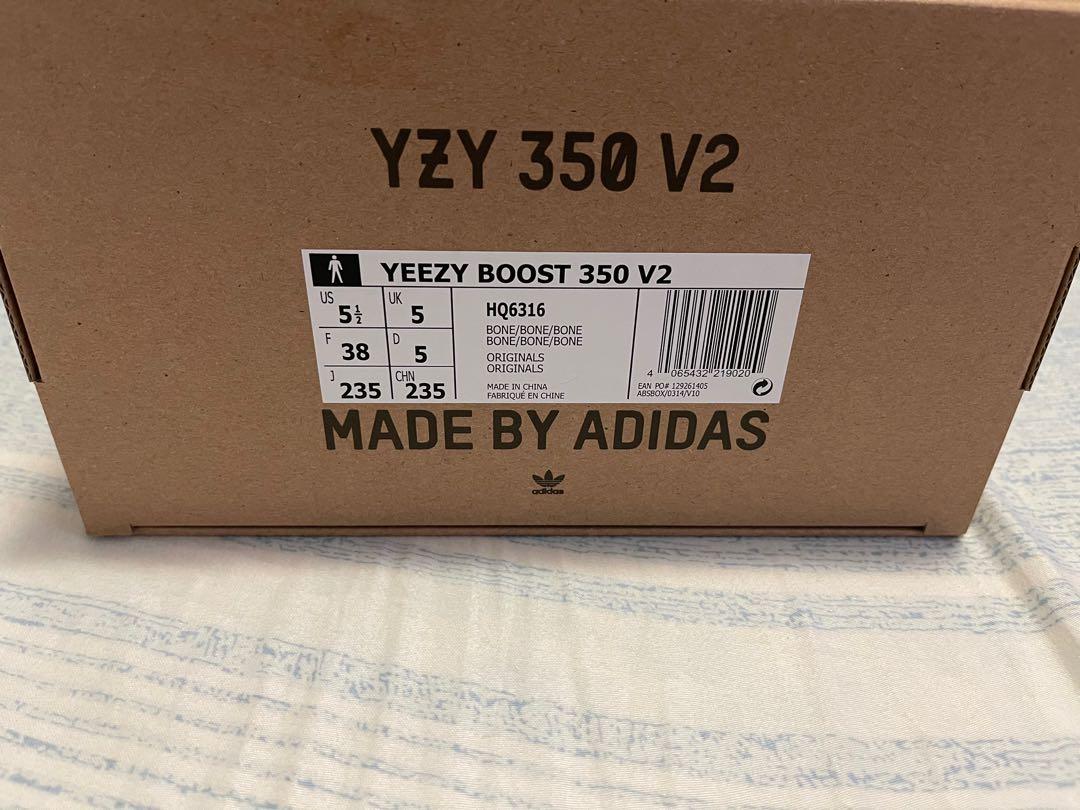 YZY 350 V2
YEEZY BOOST 350 V2
US 5½ UK 5
F 38 D 5
J 235 CHN 235
HQ6316
BONE/BONE/BONE
BONE/BONE/BONE
ORIGINALS
ORIGINALS
MADE IN CHINA
FABRIQUÉ EN CHINE
4 065432 219020
EAN PO# 129261405
ABSBOX/0314/V10
MADE BY ADIDAS
adidas